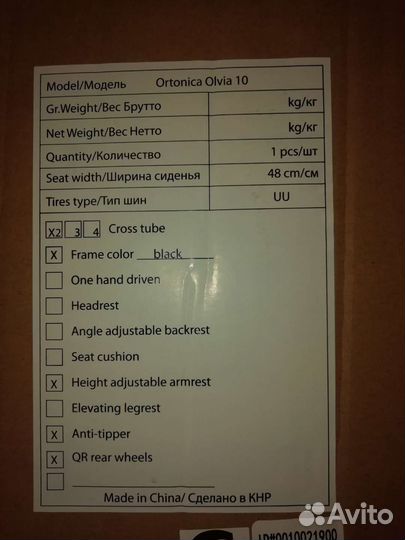 Model/Модель Ortonica Olvia 10
Gr.Weight/Вес Брутто kg/кг
Net Weight/Вес Нетто kg/кг
Quantity/Количество 1 pcs/шт
Seat width/Ширина сиденья 48 cm/см
Tires type/Тип шин UU
X2 3 4 Cross tube
X Frame color black
One hand driven
Headrest
Angle adjustable backrest
Seat cushion
X Height adjustable armrest
Elevating legrest
X Anti-tipper
X QR rear wheels
Made in China/ Сделано в КНР
Avito